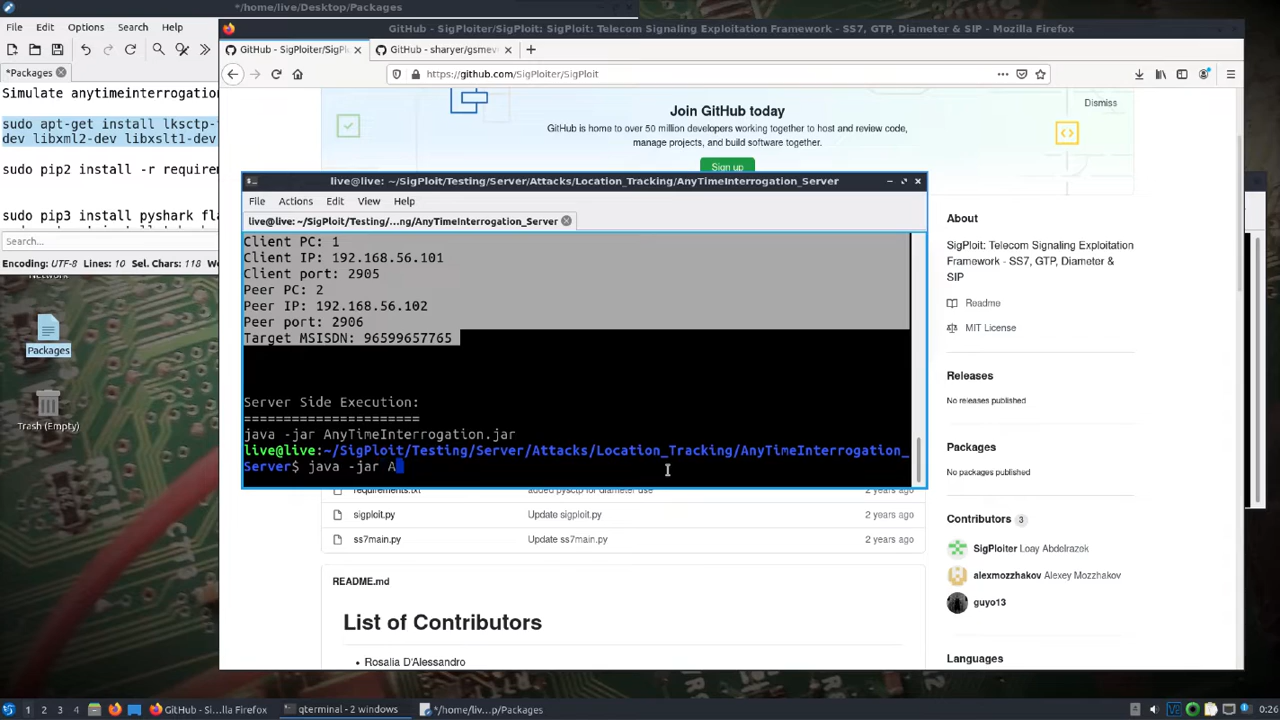 */home/live/Desktop/Packages
File Edit Options Search Help
*Packages
Simulate anytimeinterrogation
sudo apt-get install lksctp-
dev libxml2-dev libxslt1-dev
sudo pip2 install -r require
sudo pip3 install pyshark fla
Search...
Encoding: UTF-8 Lines: 10 Sel. Chars: 118 Wo
Network
Packages
Trash (Empty)
GitHub - SigPloiter/SigPloit: SigPloit: Telecom Signaling Exploitation Framework - SS7, GTP, Diameter & SIP - Mozilla Firefox
GitHub - SigPloiter/SigPl
GitHub - sharyer/gsmev
https://github.com/SigPloiter/SigPloit
Join GitHub today
Dismiss
GitHub is home to over 50 million developers working together to host and review code,
manage projects, and build software together.
Sign up
live@live: ~/SigPloit/Testing/Server/Attacks/Location_Tracking/AnyTimeInterrogation_Server
File Actions Edit View Help
live@live: ~/SigPloit/Testing/...ng/AnyTimeInterrogation_Server
Client PC: 1
Client IP: 192.168.56.101
Client port: 2905
Peer PC: 2
Peer IP: 192.168.56.102
Peer port: 2906
Target MSISDN: 96599657765
Server Side Execution:
======================
java -jar AnyTimeInterrogation.jar
live@live:~/SigPloit/Testing/Server/Attacks/Location_Tracking/AnyTimeInterrogation_
Server$ java -jar A
requirements.txt added pysctp for diameter use 2 years ago
sigploit.py Update sigploit.py 2 years ago
ss7main.py Update ss7main.py 2 years ago
README.md
List of Contributors
• Rosalia D'Alessandro
About
SigPloit: Telecom Signaling Exploitation
Framework - SS7, GTP, Diameter &
SIP
Readme
MIT License
Releases
No releases published
Packages
No packages published
Contributors 3
SigPloiter Loay Abdelrazek
alexmozzhakov Alexey Mozzhakov
guyo13
Languages
1 2 3 4
GitHub - Si...lla Firefox
qterminal - 2 windows
*/home/liv...p/Packages
0:26